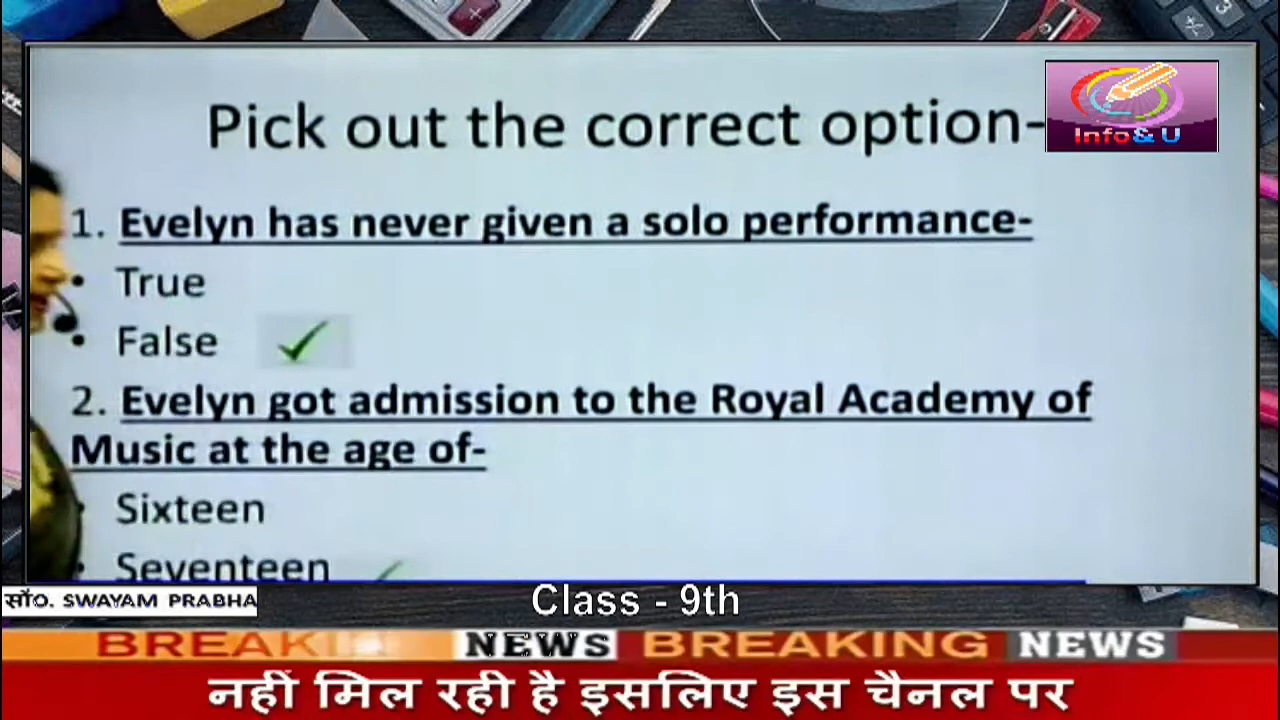 Pick out the correct option-
Info& U
1. Evelyn has never given a solo performance-
• True
• False
2. Evelyn got admission to the Royal Academy of
Music at the age of-
• Sixteen
• Seventeen
सौ0. SWAYAM PRABHA
Class - 9th
BREAKING NEWS BREAKING NEWS
नहीं मिल रही है इसलिए इस चैनल पर